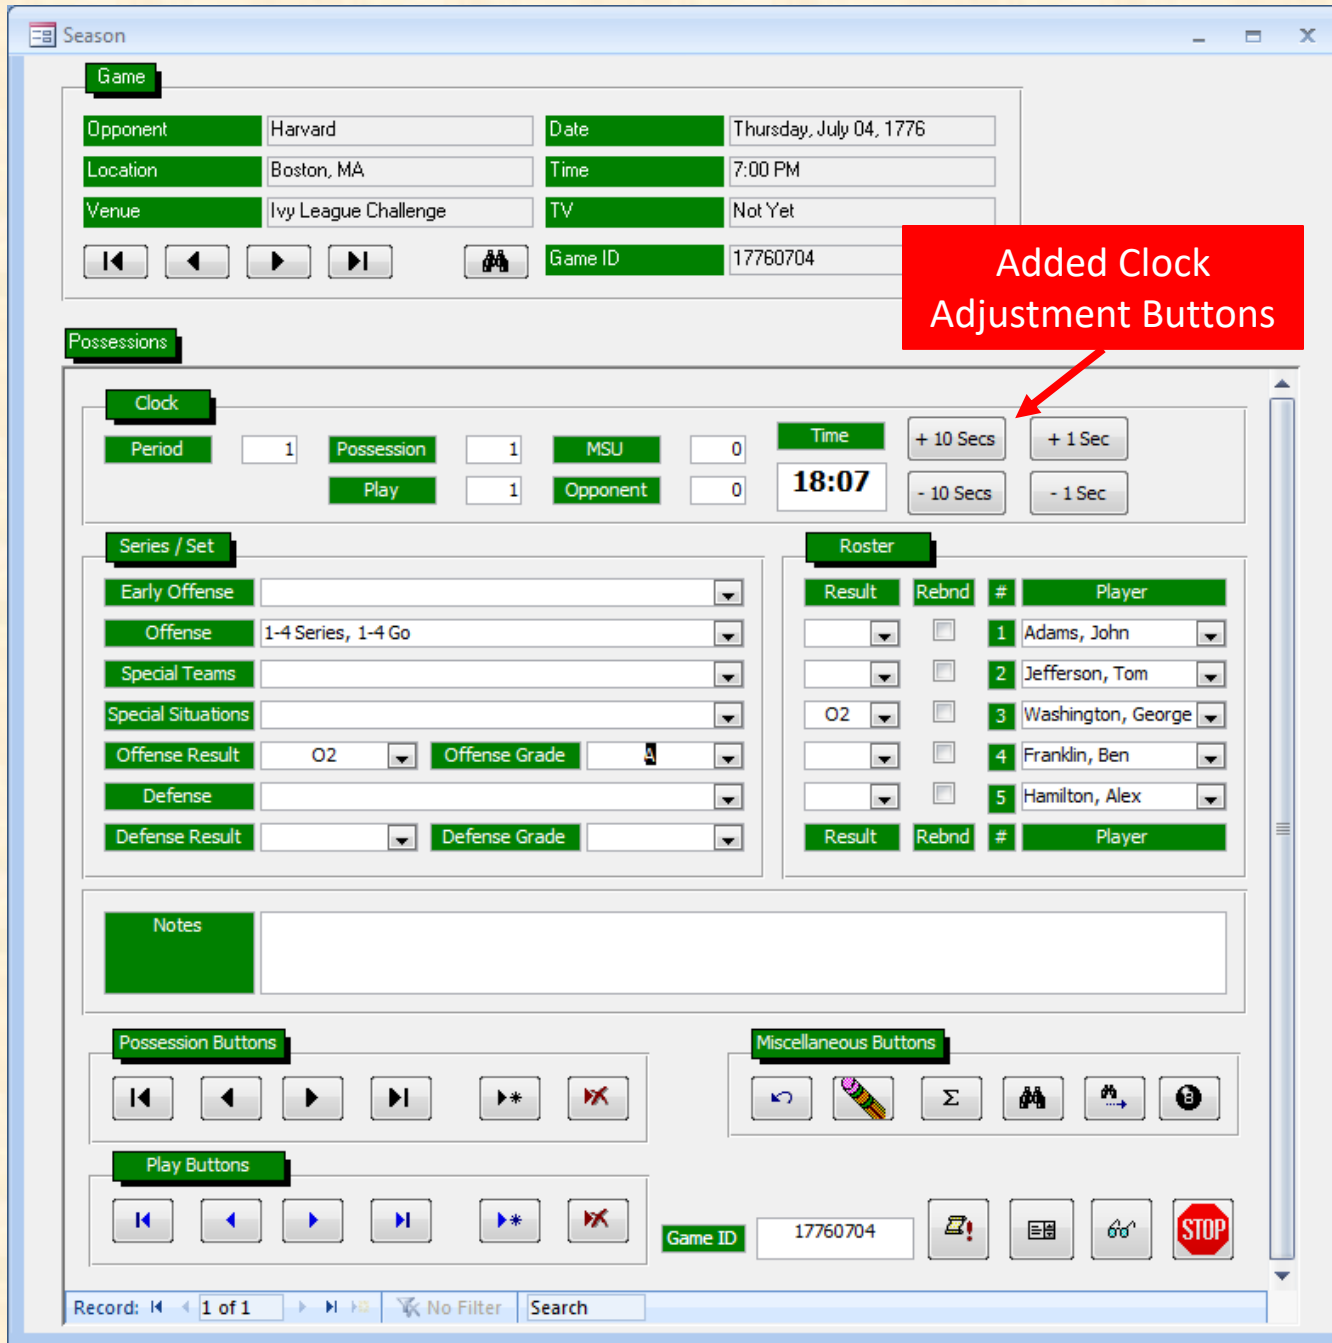 Season
Game
Opponent Harvard Date Thursday, July 04, 1776
Location Boston, MA Time 7:00 PM
Venue Ivy League Challenge TV Not Yet
Game ID 17760704
Added Clock
Adjustment Buttons
Possessions
Clock
Period 1 Possession 1 MSU 0 Time + 10 Secs + 1 Sec
Play 1 Opponent 0 18:07 - 10 Secs - 1 Sec
Series / Set
Early Offense
Offense 1-4 Series, 1-4 Go
Special Teams
Special Situations
Offense Result O2 Offense Grade A
Defense
Defense Result Defense Grade
Roster
Result Rebnd # Player
1 Adams, John
2 Jefferson, Tom
O2 3 Washington, George
4 Franklin, Ben
5 Hamilton, Alex
Result Rebnd # Player
Notes
Possession Buttons
Miscellaneous Buttons
Σ
Play Buttons
Game ID 17760704 STOP
Record: 1 of 1 No Filter Search